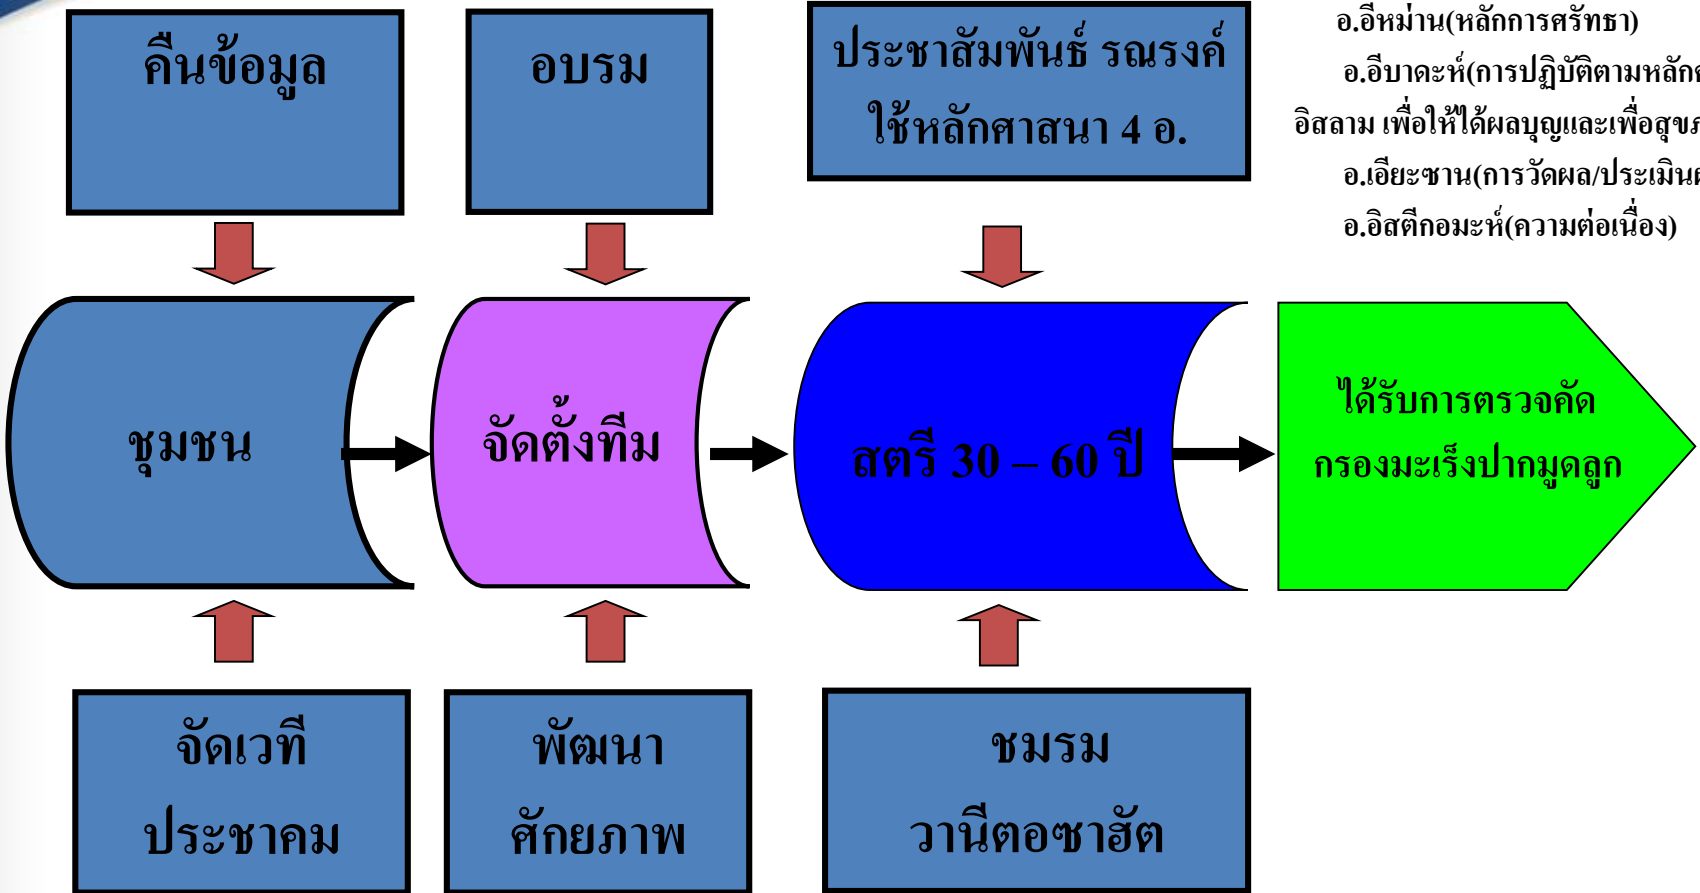 คืนข้อมูล
อบรม
ประชาสัมพันธ์ รณรงค์
ใช้หลักศาสนา 4 อ.
อ.อีหม่าน(หลักการศรัทธา)
อ.อีบาดะห์(การปฏิบัติตามหลัก
อิสลาม เพื่อให้ได้ผลบุญและเพื่อสุข
อ.เอียะซาน(การวัดผล/ประเมิน
อ.อิสตีกอมะห์(ความต่อเนื่อง)
ชุมชน
จัดตั้งทีม
สตรี 30 – 60 ปี
ได้รับการตรวจคัด
กรองมะเร็งปากมูดลูก
จัดเวที
ประชาคม
พัฒนา
ศักยภาพ
ชมรม
วานีตอซาฮัต